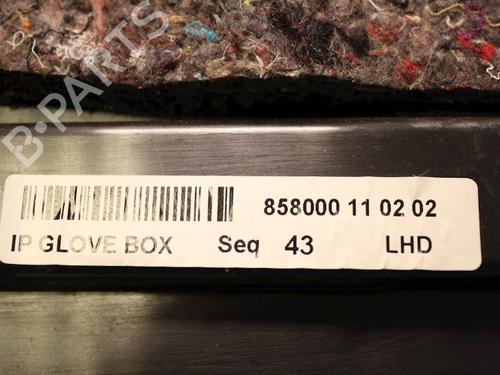 B-PARTS
858000 11 02 02
IP GLOVE BOX Seq 43 LHD